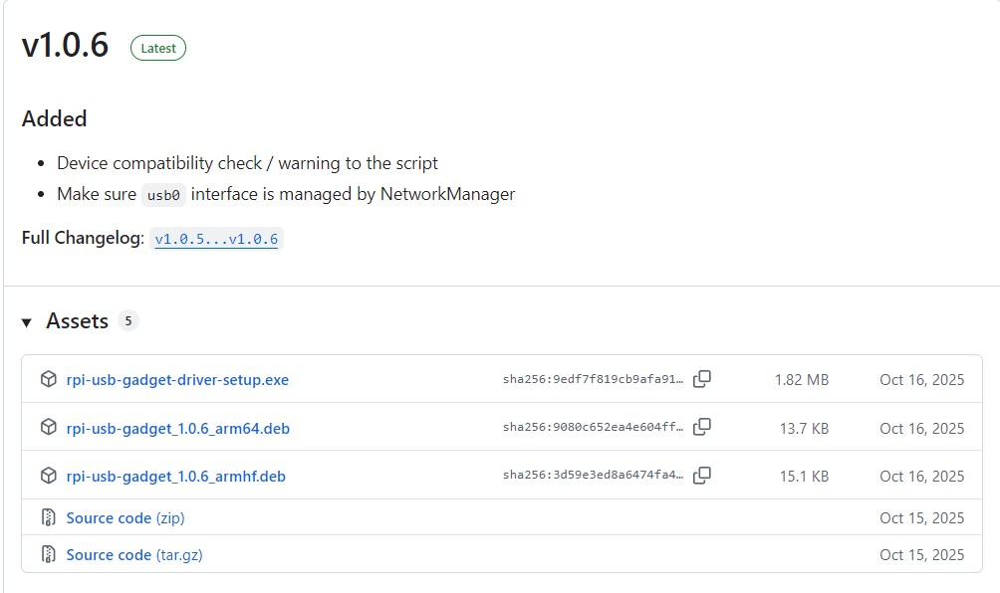 v1.0.6 Latest
Added
Device compatibility check / warning to the script
Make sure usb0 interface is managed by NetworkManager
Full Changelog: v1.0.5...v1.0.6
Assets 5
rpi-usb-gadget-driver-setup.exe sha256:9edf7f819cb9afa91… 1.82 MB Oct 16, 2025
rpi-usb-gadget_1.0.6_arm64.deb sha256:9080c652ea4e604ff… 13.7 KB Oct 16, 2025
rpi-usb-gadget_1.0.6_armhf.deb sha256:3d59e3ed8a6474fa4… 15.1 KB Oct 16, 2025
Source code (zip) Oct 15, 2025
Source code (tar.gz) Oct 15, 2025